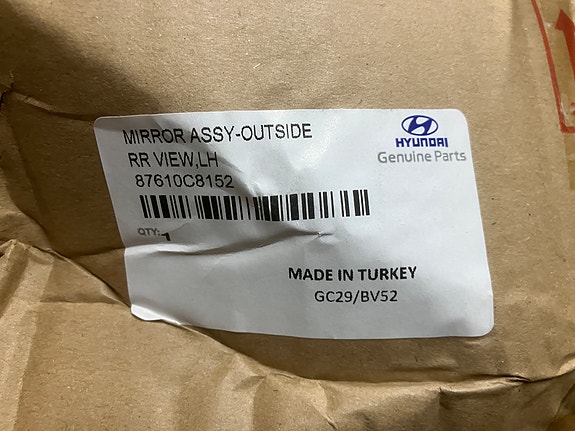 MIRROR ASSY-OUTSIDE
RR VIEW,LH
87610C8152
HYUNDAI
Genuine Parts
QTY: 1
MADE IN TURKEY
GC29/BV52